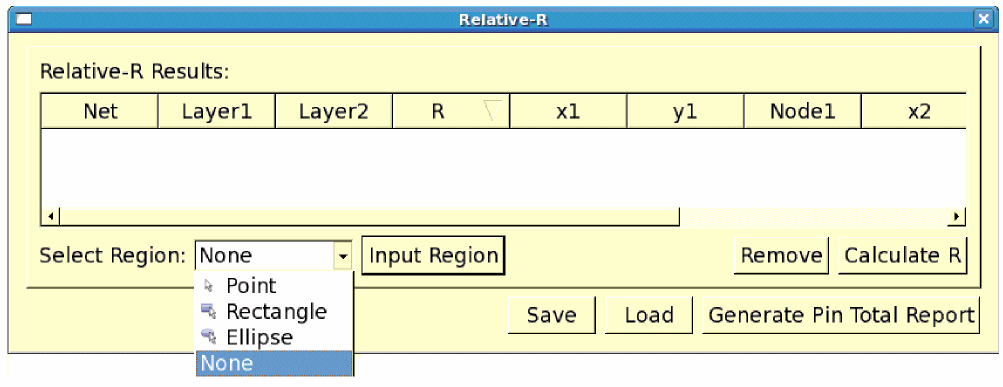 Relative-R
Relative-R Results:
Net Layer1 Layer2 R x1 y1 Node1 x2
Select Region: None Input Region Remove Calculate R
Point
Rectangle
Ellipse
None
Save Load Generate Pin Total Report